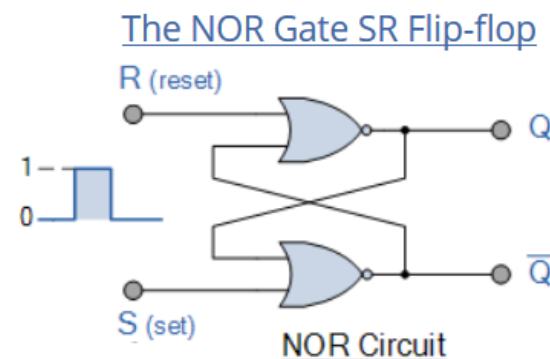 The NOR Gate SR Flip-flop
R (reset)
Q
1
0
Q̅
S (set)
NOR Circuit